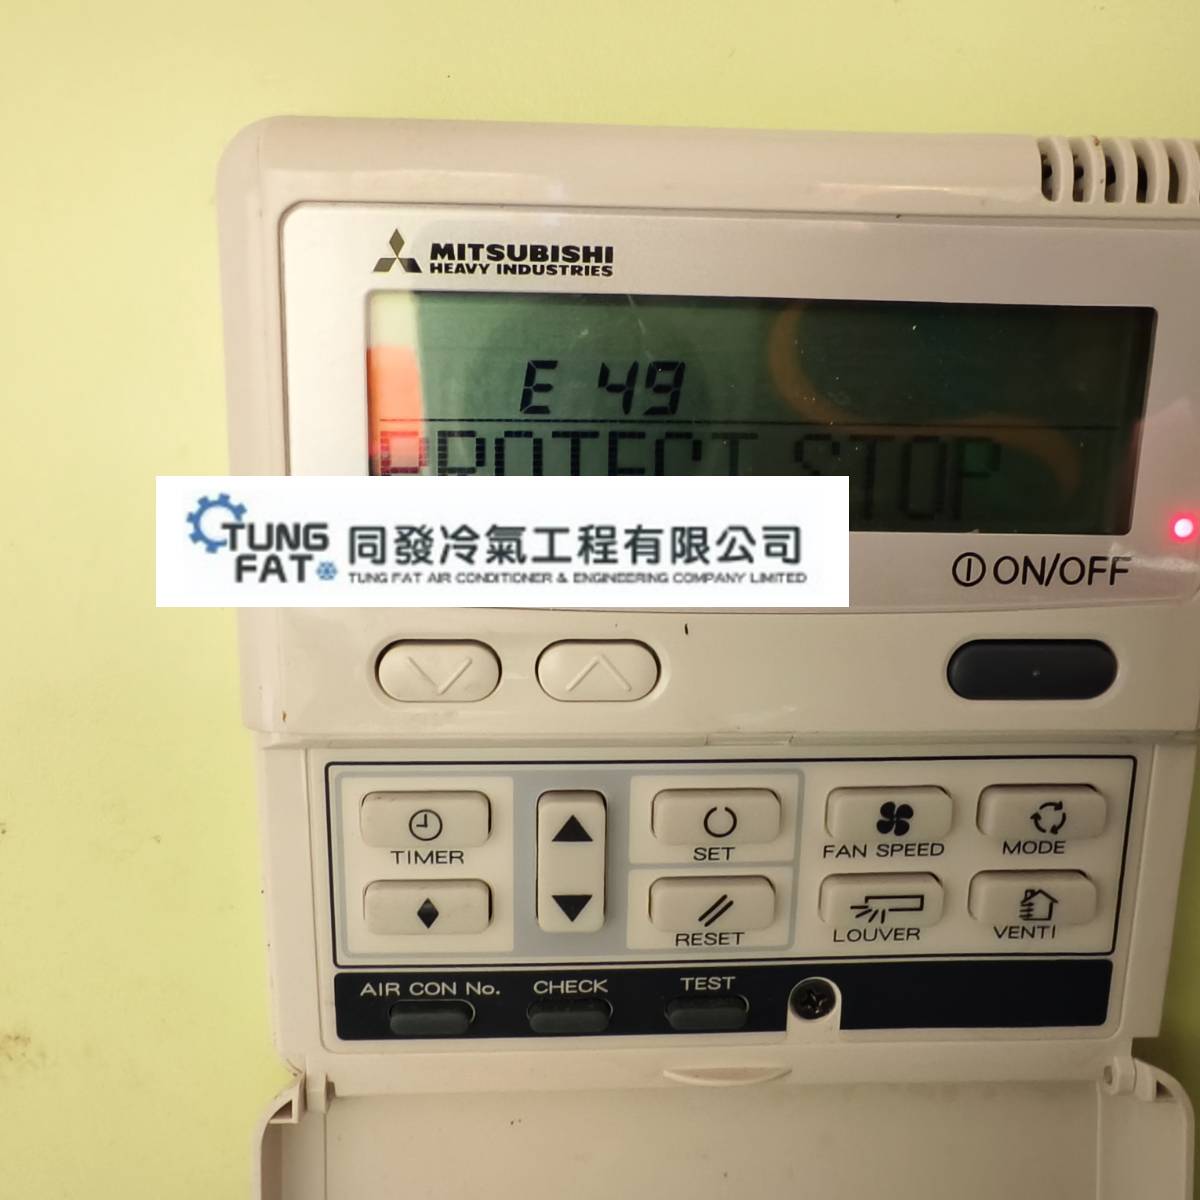 MITSUBISHI
HEAVY INDUSTRIES
E 49
PROTECT STOP
TUNG FAT
同發冷氣工程有限公司
TUNG FAT AIR CONDITIONER & ENGINEERING COMPANY LIMITED
ON/OFF
TIMER
SET
FAN SPEED
MODE
RESET
LOUVER
VENTI
AIR CON No.
CHECK
TEST